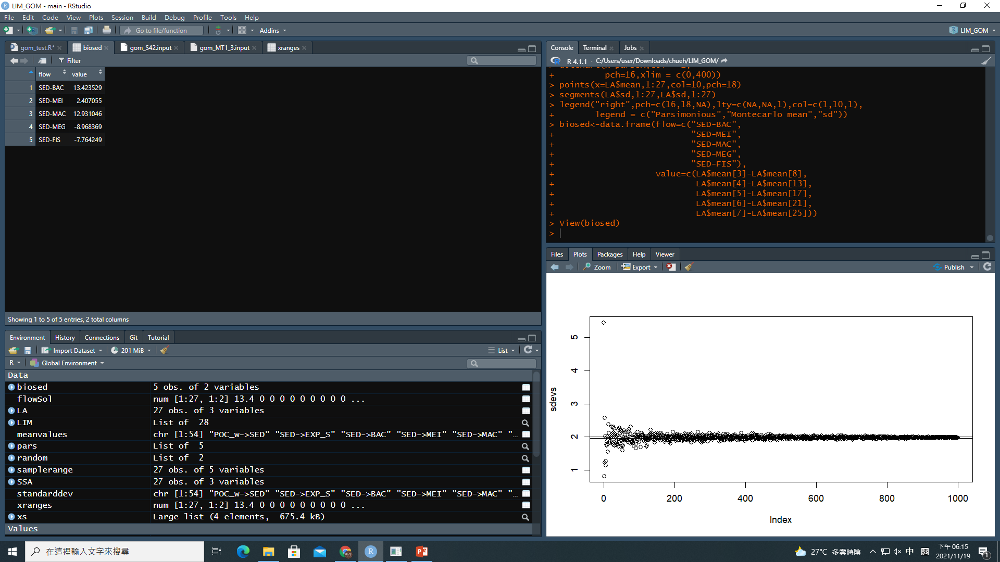 LIM_GOM - main - RStudio
File Edit Code View Plots Session Build Debug Profile Tools Help
Go to file/function Addins LIM_GOM
gom_test.R* biosed gom_S42.input gom_MT1_3.input xranges
Filter
flow value
1 SED-BAC 13.423529
2 SED-MEI 2.407055
3 SED-MAC 12.931046
4 SED-MEG -8.968369
5 SED-FIS -7.764249
Showing 1 to 5 of 5 entries, 2 total columns
Environment History Connections Git Tutorial
Import Dataset 201 MiB List
R Global Environment
Data
biosed 5 obs. of 2 variables
flowSol num [1:27, 1:2] 13.4 0 0 0 0 0 0 0 0 0 ...
LA 27 obs. of 3 variables
LIM List of 28
meanvalues chr [1:54] "POC_w->SED" "SED->EXP_S" "SED->BAC" "SED->MEI" "SED->MAC" "…
pars List of 5
random List of 2
samplerange 27 obs. of 5 variables
SSA 27 obs. of 3 variables
standarddev chr [1:54] "POC_w->SED" "SED->EXP_S" "SED->BAC" "SED->MEI" "SED->MAC" "…
xranges num [1:27, 1:2] 13.4 0 0 0 0 0 0 0 0 0 ...
xs Large list (4 elements, 675.4 kB)
Values
Console Terminal Jobs
R 4.1.1 · C:/Users/user/Downloads/chueh/LIM_GOM/
+ pch=16,xlim = c(0,400))
> points(x=LA$mean,1:27,col=10,pch=18)
> segments(LA$sd,1:27,LA$sd,1:27)
> legend("right",pch=c(16,18,NA),lty=c(NA,NA,1),col=c(1,10,1),
+ legend = c("Parsimonious","Montecarlo mean","sd"))
> biosed<-data.frame(flow=c("SED-BAC",
+ "SED-MEI",
+ "SED-MAC",
+ "SED-MEG",
+ "SED-FIS"),
+ value=c(LA$mean[3]-LA$mean[8],
+ LA$mean[4]-LA$mean[13],
+ LA$mean[5]-LA$mean[17],
+ LA$mean[6]-LA$mean[21],
+ LA$mean[7]-LA$mean[25]))
> View(biosed)
>
Files Plots Packages Help Viewer
Zoom Export Publish
5
4
3
2
1
sdevs
0 200 400 600 800 1000
Index
在這裡輸入文字來搜尋
27°C 多雲時陰
中
下午 06:15
2021/11/19
1